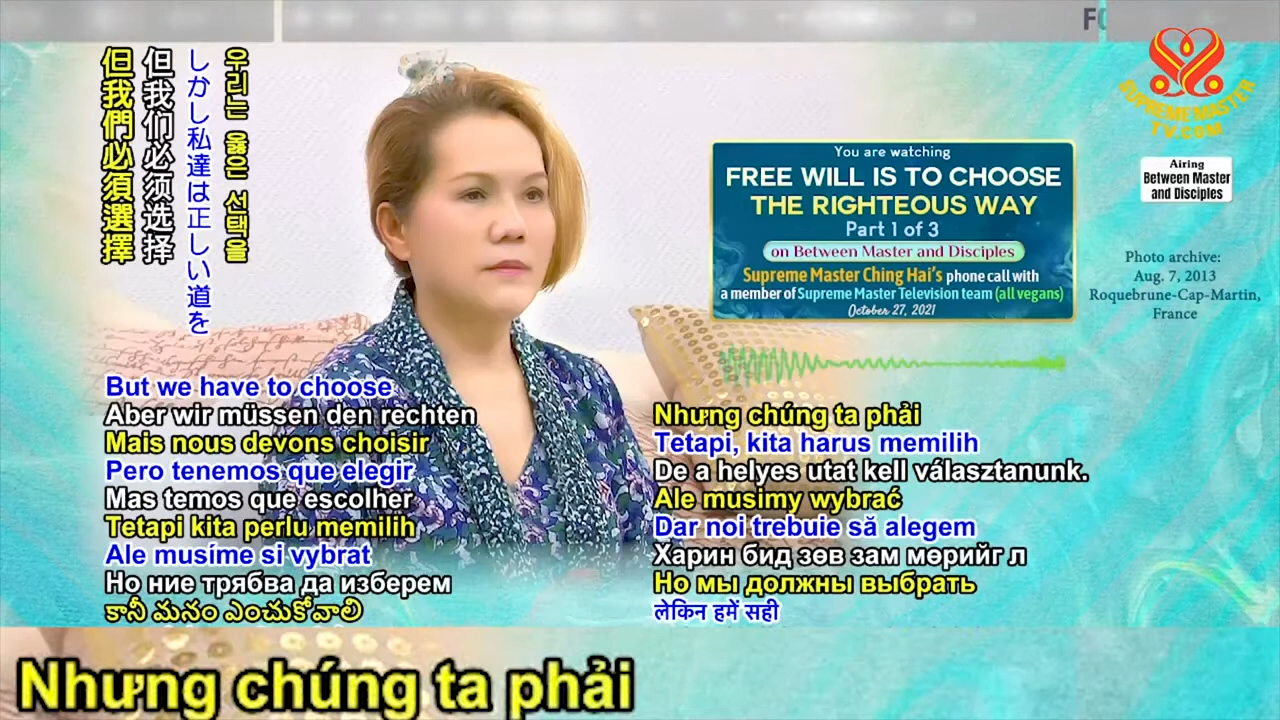 FO
SUPREME MASTER
TV.COM
Airing
Between Master
and Disciples
You are watching
FREE WILL IS TO CHOOSE
THE RIGHTEOUS WAY
Part 1 of 3
on Between Master and Disciples
Supreme Master Ching Hai's phone call with
a member of Supreme Master Television team (all vegans)
October 27, 2021
Photo archive:
Aug. 7, 2013
Roquebrune-Cap-Martin,
France
우리는 옳은 선택을
しかし私達は正しい道を
但我们必须选择
但我們必須選擇
But we have to choose
Aber wir müssen den rechten
Mais nous devons choisir
Pero tenemos que elegir
Mas temos que escolher
Tetapi kita perlu memilih
Ale musíme si vybrat
Но ние трябва да изберем
కానీ మనం ఎంచుకోవాలి
Nhưng chúng ta phải
Tetapi, kita harus memilih
De a helyes utat kell választanunk.
Ale musimy wybrać
Dar noi trebuie să alegem
Харин бид зөв зам мөрийг л
Но мы должны выбрать
लेकिन हमें सही
Nhưng chúng ta phải